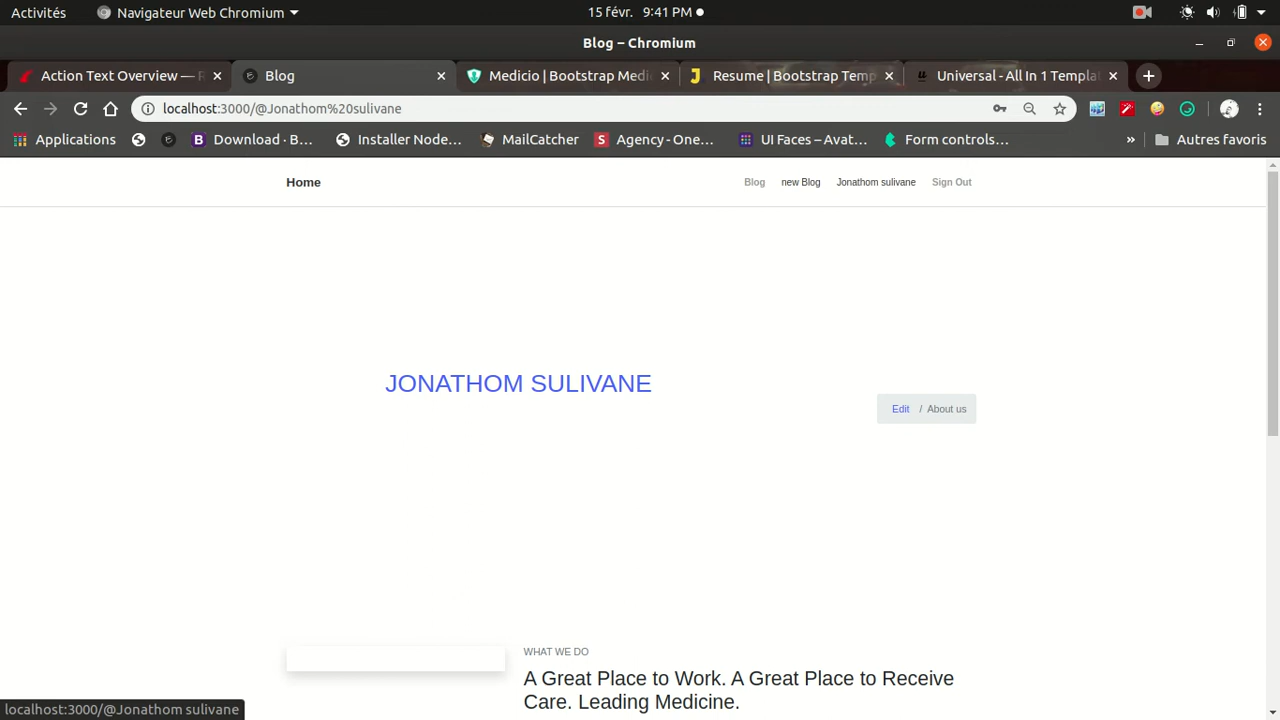 Activités Navigateur Web Chromium 15 févr. 9:41 PM
Blog – Chromium
Action Text Overview — R Blog Medicio | Bootstrap Medi Resume | Bootstrap Temp Universal - All In 1 Templat
localhost:3000/@Jonathom%20sulivane
Applications Download - B... Installer Node... MailCatcher Agency - One... UI Faces – Avat... Form controls... » Autres favoris
Home Blog new Blog Jonathom sulivane Sign Out
JONATHOM SULIVANE
Edit / About us
WHAT WE DO
A Great Place to Work. A Great Place to Receive
Care. Leading Medicine.
localhost:3000/@Jonathom sulivane